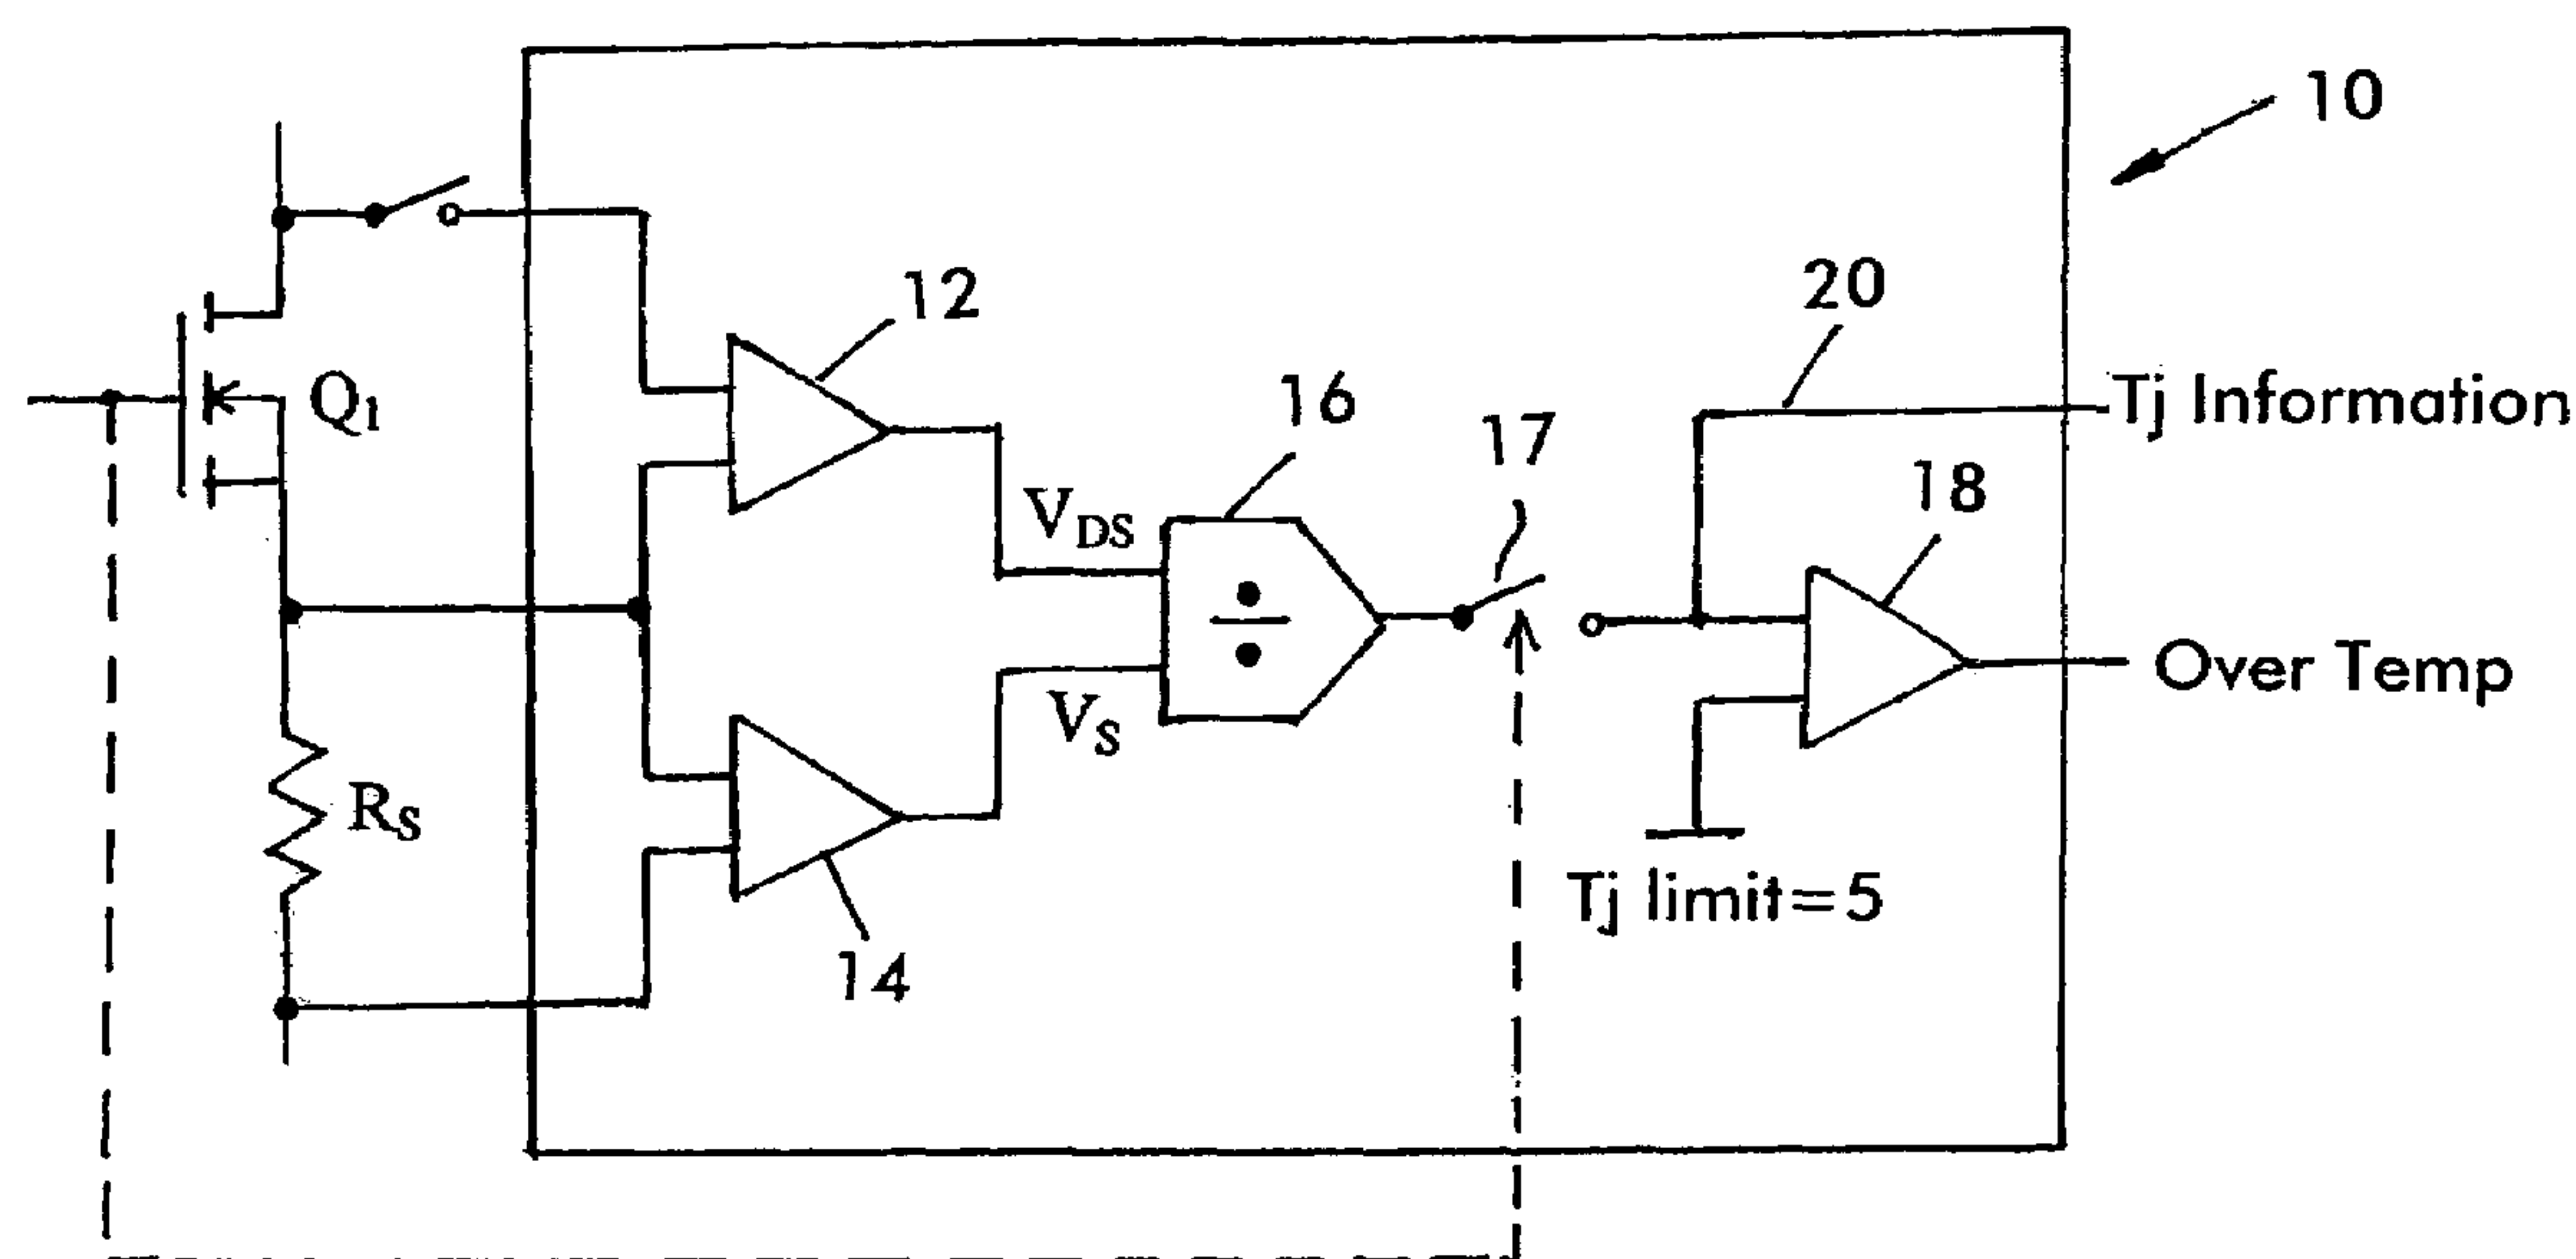 10
12
20
Q1
16
17
Tj Information
VDS
18
VS
Over Temp
RS
Tj limit=5
14